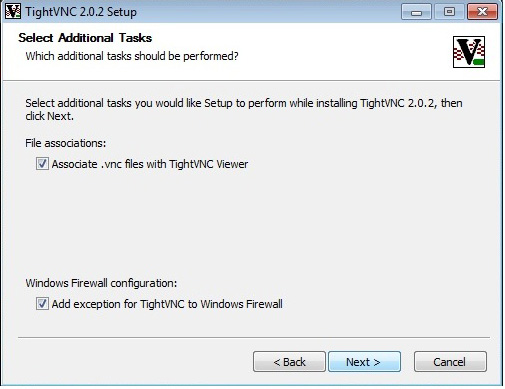 TightVNC 2.0.2 Setup
Select Additional Tasks
Which additional tasks should be performed?
Select additional tasks you would like Setup to perform while installing TightVNC 2.0.2, then
click Next.
File associations:
Associate .vnc files with TightVNC Viewer
Windows Firewall configuration:
Add exception for TightVNC to Windows Firewall
< Back
Next >
Cancel